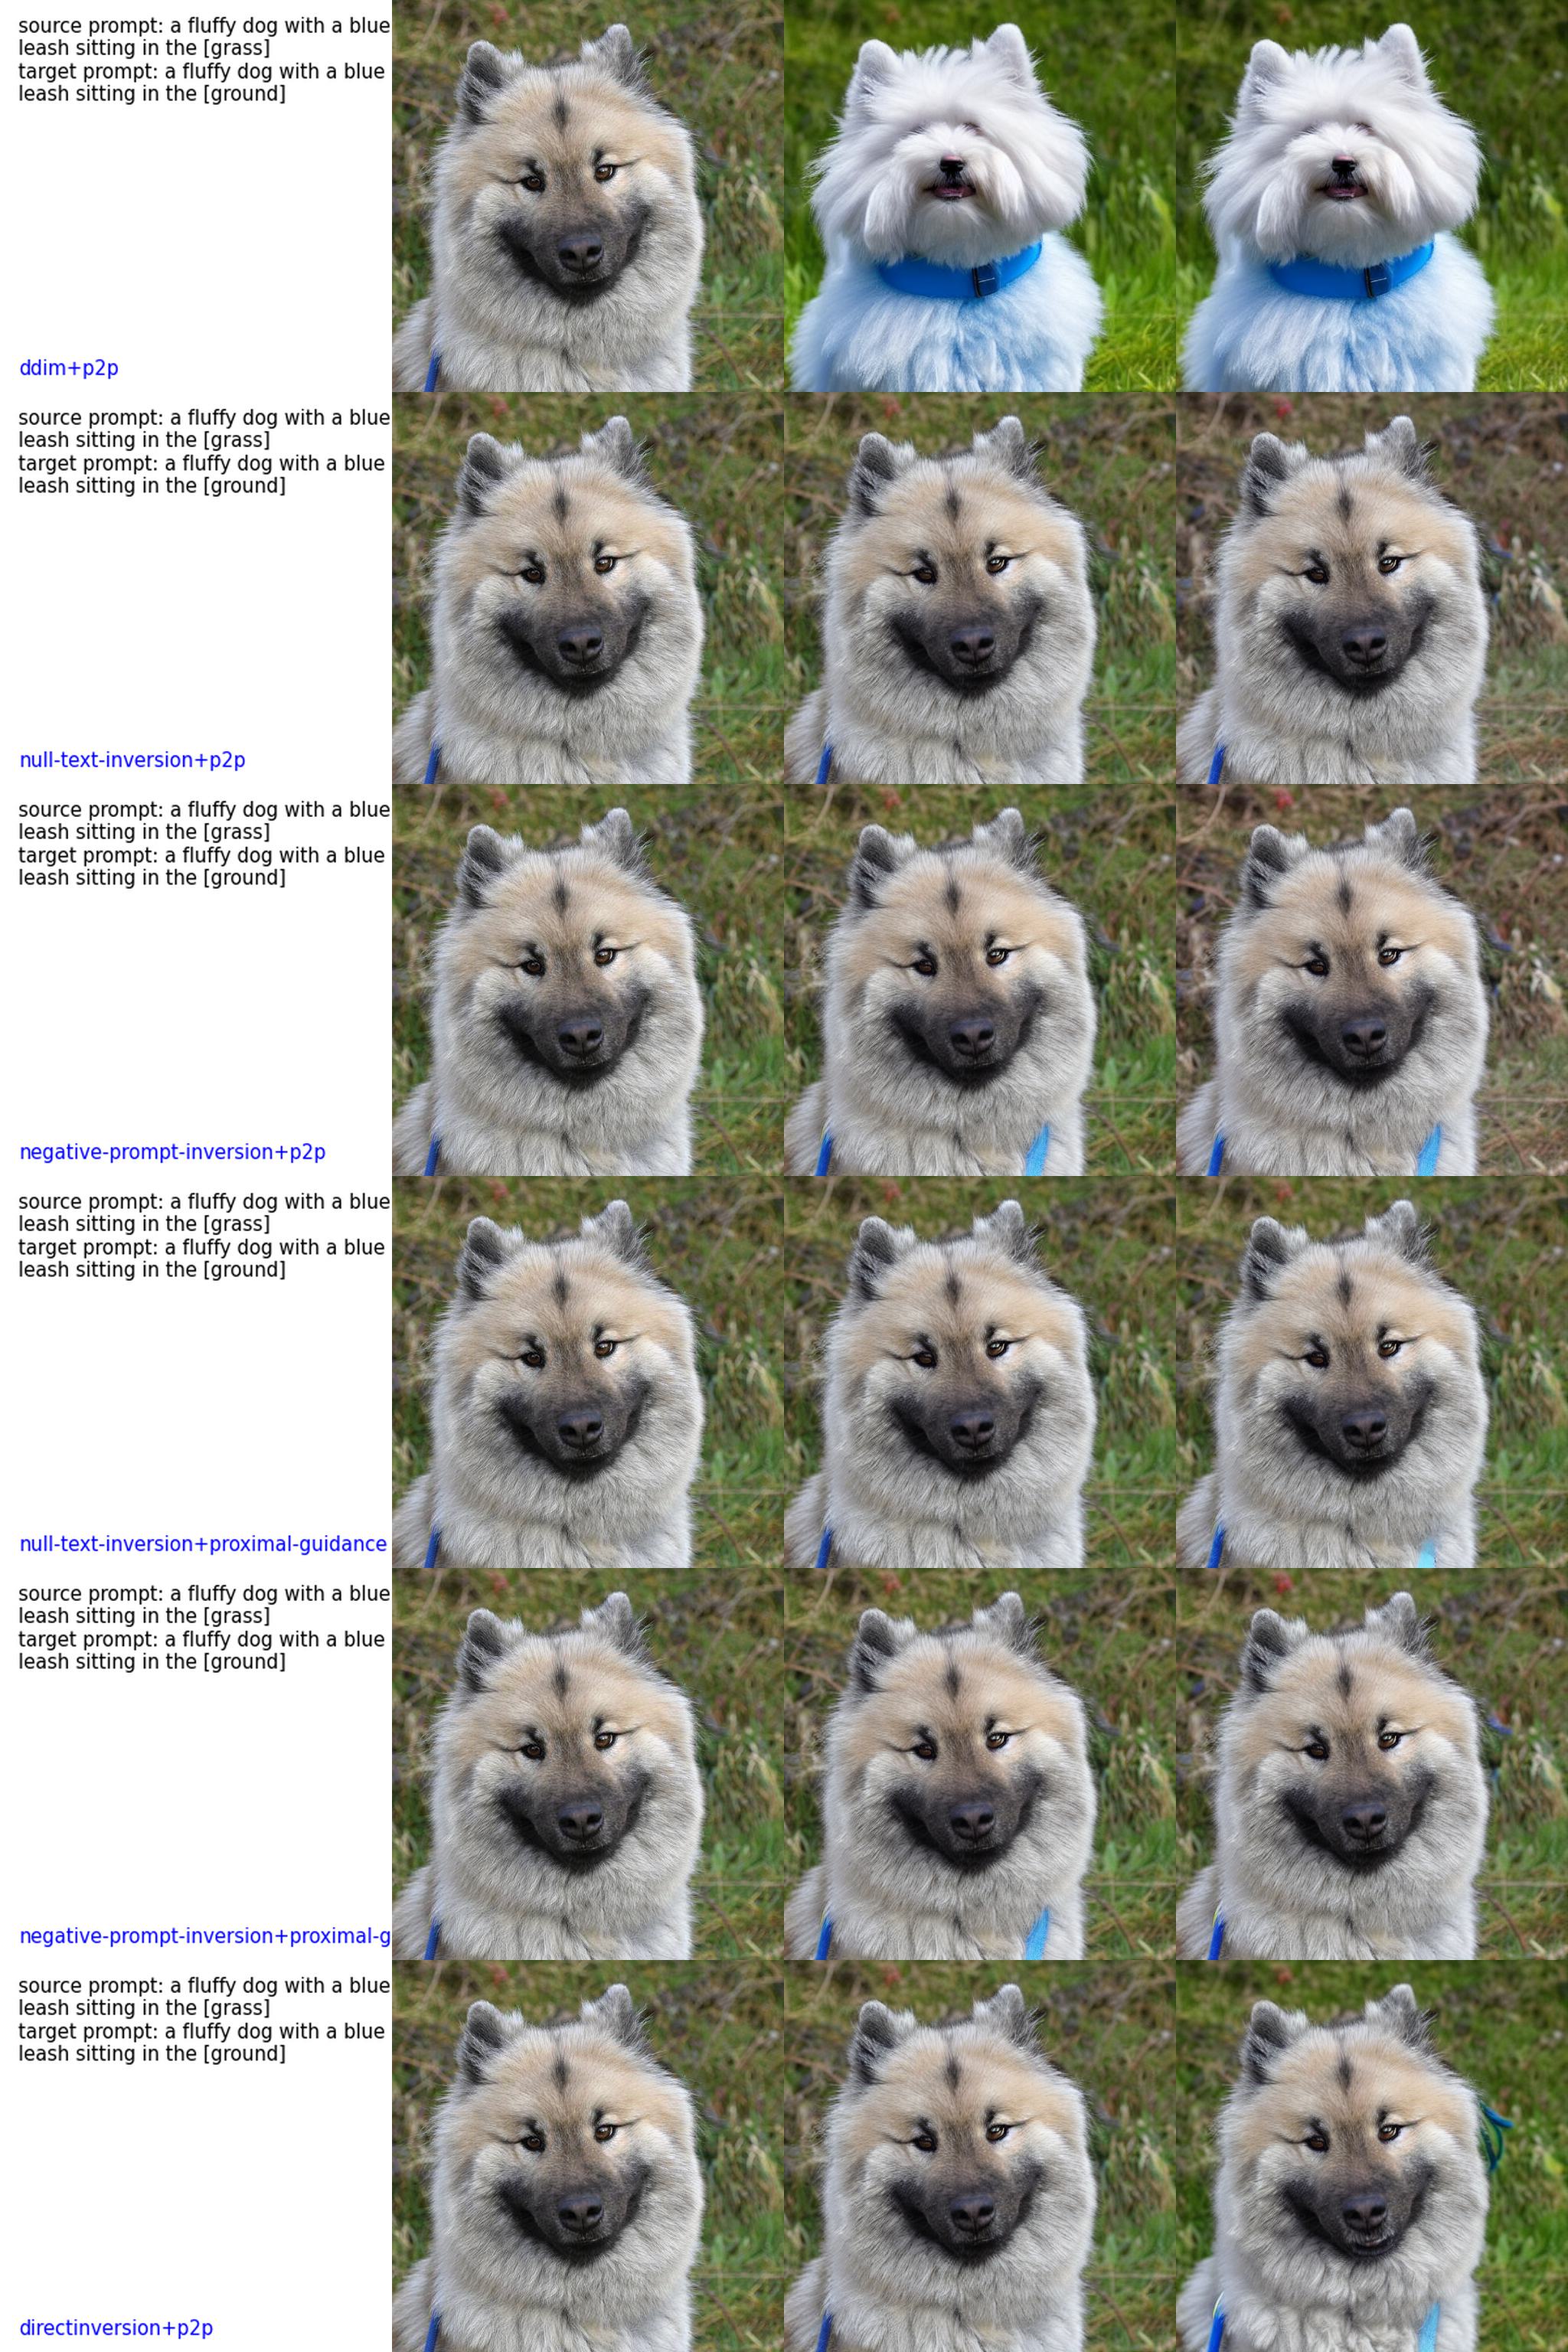 source prompt: a fluffy dog with a blue
leash sitting in the [grass]
target prompt: a fluffy dog with a blue
leash sitting in the [ground]
ddim+p2p
source prompt: a fluffy dog with a blue
leash sitting in the [grass]
target prompt: a fluffy dog with a blue
leash sitting in the [ground]
null-text-inversion+p2p
source prompt: a fluffy dog with a blue
leash sitting in the [grass]
target prompt: a fluffy dog with a blue
leash sitting in the [ground]
negative-prompt-inversion+p2p
source prompt: a fluffy dog with a blue
leash sitting in the [grass]
target prompt: a fluffy dog with a blue
leash sitting in the [ground]
null-text-inversion+proximal-guidance
source prompt: a fluffy dog with a blue
leash sitting in the [grass]
target prompt: a fluffy dog with a blue
leash sitting in the [ground]
negative-prompt-inversion+proximal-g
source prompt: a fluffy dog with a blue
leash sitting in the [grass]
target prompt: a fluffy dog with a blue
leash sitting in the [ground]
directinversion+p2p